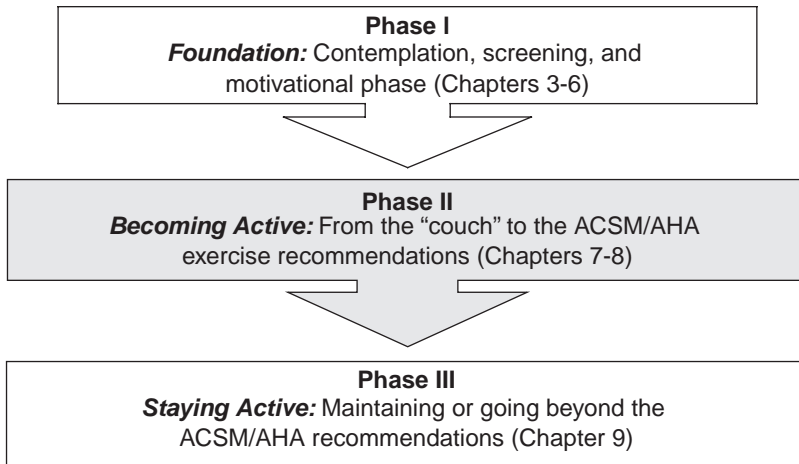 Phase I
Foundation: Contemplation, screening, and
motivational phase (Chapters 3-6)
Phase II
Becoming Active: From the “couch” to the ACSM/AHA
exercise recommendations (Chapters 7-8)
Phase III
Staying Active: Maintaining or going beyond the
ACSM/AHA recommendations (Chapter 9)